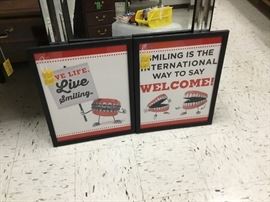 VE LIFE.
Live
Smiling.
MILING IS THE
INTERNATIONAL
WAY TO SAY
WELCOME!